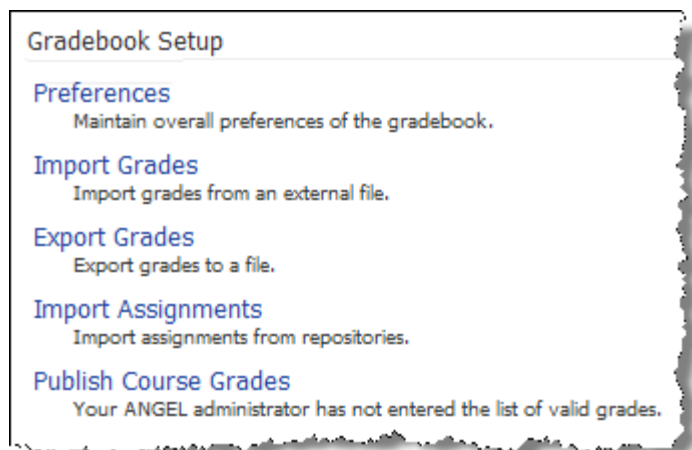 Gradebook Setup
Preferences
Maintain overall preferences of the gradebook.
Import Grades
Import grades from an external file.
Export Grades
Export grades to a file.
Import Assignments
Import assignments from repositories.
Publish Course Grades
Your ANGEL administrator has not entered the list of valid grades.